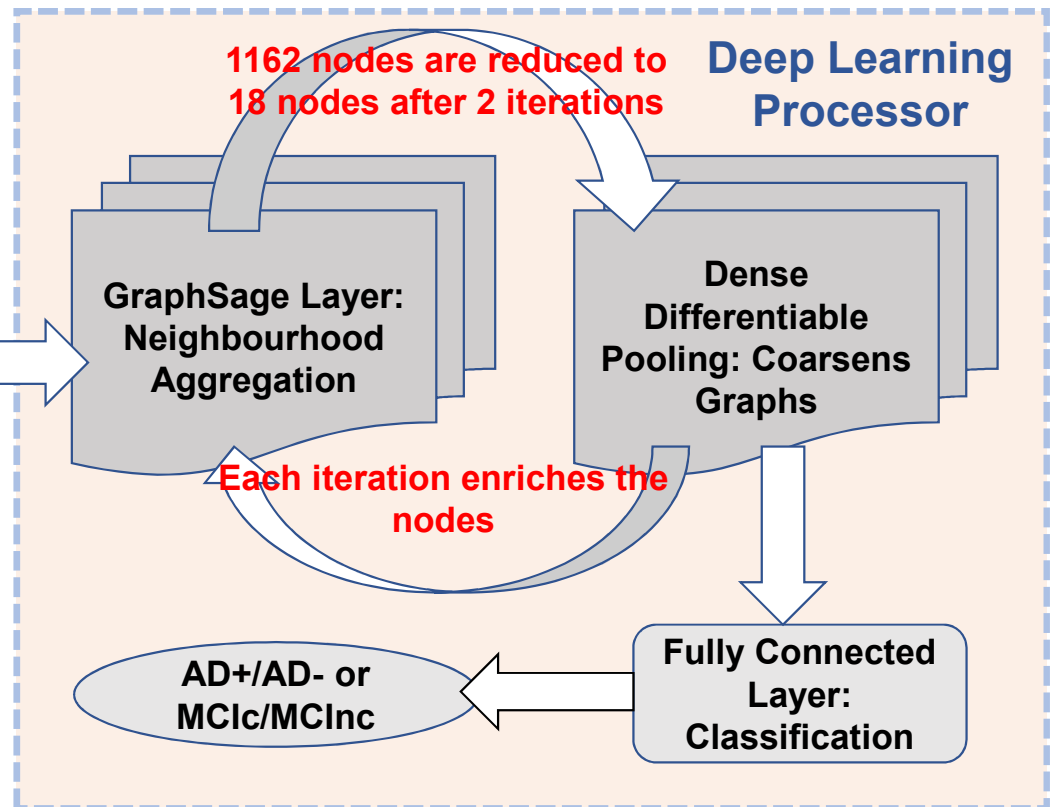 1162 nodes are reduced to
18 nodes after 2 iterations
Deep Learning
Processor
GraphSage Layer:
Neighbourhood
Aggregation
Dense
Differentiable
Pooling: Coarsens
Graphs
Each iteration enriches the
nodes
Fully Connected
Layer:
Classification
AD+/AD- or
MCIc/MCInc